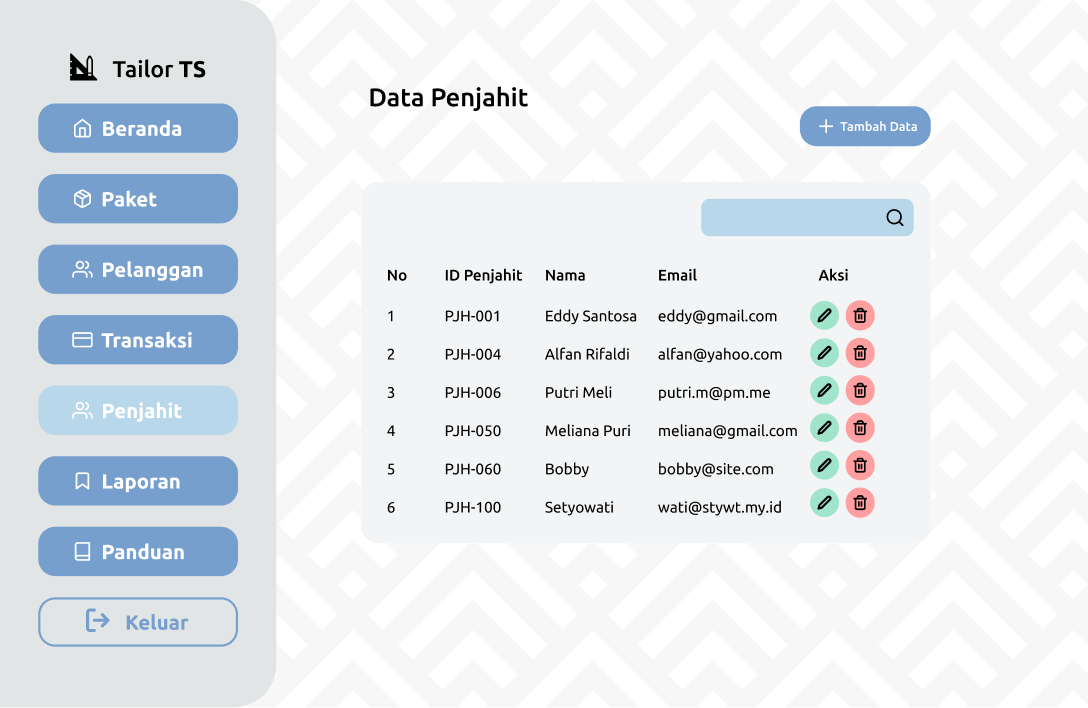 Tailor TS
Beranda
Paket
Pelanggan
Transaksi
Penjahit
Laporan
Panduan
Keluar
Data Penjahit
Tambah Data
No ID Penjahit Nama Email Aksi
1 PJH-001 Eddy Santosa eddy@gmail.com
2 PJH-004 Alfan Rifaldi alfan@yahoo.com
3 PJH-006 Putri Meli putri.m@pm.me
4 PJH-050 Meliana Puri meliana@gmail.com
5 PJH-060 Bobby bobby@site.com
6 PJH-100 Setyowati wati@stywt.my.id